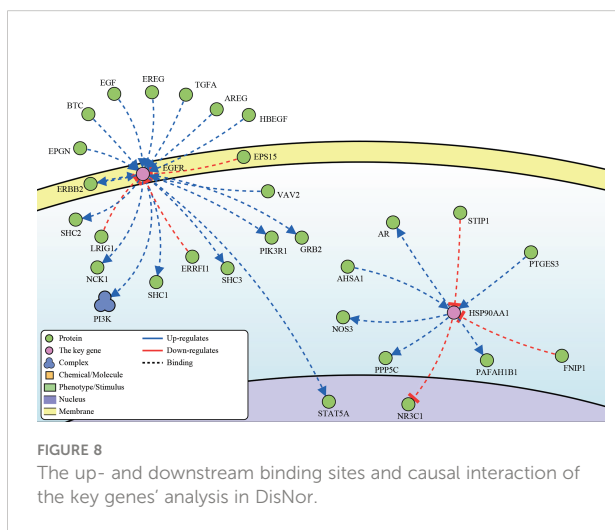 EGF
EREG
TGFA
BTC
AREG
HBEGF
EPGN
EGFR
EPS15
ERBB2
VAV2
SHC2
LRIG1
PIK3R1
GRB2
NCK1
ERRFI1
SHC3
SHC1
PI3K
AR
STIP1
AHSA1
PTGES3
NOS3
HSP90AA1
PPP5C
PAFAH1B1
FNIP1
STAT5A
NR3C1
Protein
The key gene
Complex
Chemical/Molecule
Phenotype/Stimulus
Nucleus
Membrane
Up-regulates
Down-regulates
Binding
FIGURE 8
The up- and downstream binding sites and causal interaction of
the key genes’ analysis in DisNor.